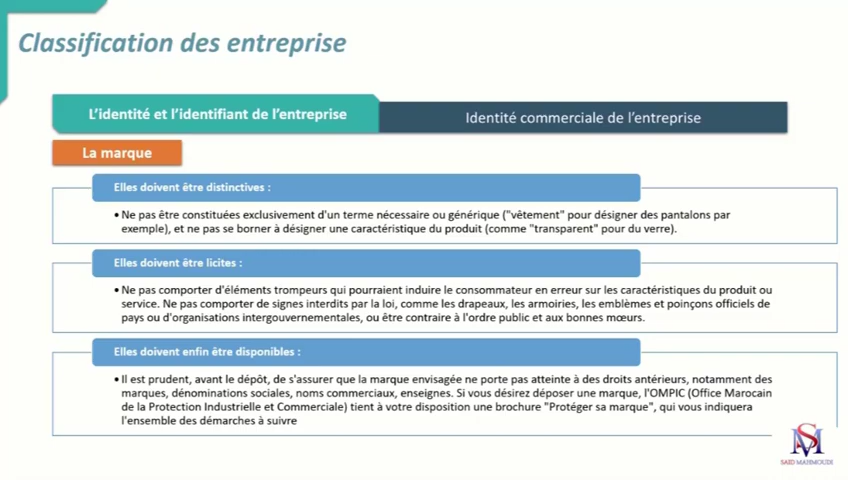 Classification des entreprise
L'identité et l'identifiant de l'entreprise
Identité commerciale de l'entreprise
La marque
Elles doivent être distinctives :
• Ne pas être constituées exclusivement d'un terme nécessaire ou générique ("vêtement" pour désigner des pantalons par
exemple), et ne pas se borner à désigner une caractéristique du produit (comme "transparent" pour du verre).
Elles doivent être licites :
• Ne pas comporter d'éléments trompeurs qui pourraient induire le consommateur en erreur sur les caractéristiques du produit ou
service. Ne pas comporter de signes interdits par la loi, comme les drapeaux, les armoiries, les emblèmes et poinçons officiels de
pays ou d'organisations intergouvernementales, ou être contraire à l'ordre public et aux bonnes mœurs.
Elles doivent enfin être disponibles :
• Il est prudent, avant le dépôt, de s'assurer que la marque envisagée ne porte pas atteinte à des droits antérieurs, notamment des
marques, dénominations sociales, noms commerciaux, enseignes. Si vous désirez déposer une marque, l'OMPIC (Office Marocain
de la Protection Industrielle et Commerciale) tient à votre disposition une brochure "Protéger sa marque", qui vous indiquera
l'ensemble des démarches à suivre
SM
SAID MAHMOUDI